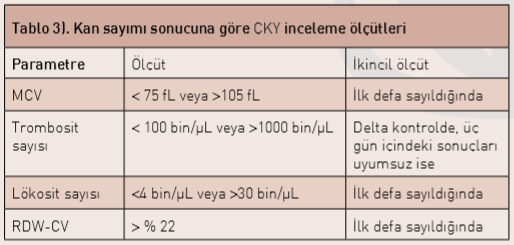 Tablo 3). Kan sayımı sonucuna göre CKY inceleme ölçütleri
Parametre Ölçüt İkincil ölçüt
MCV < 75 fL veya >105 fL İlk defa sayıldığında
Trombosit < 100 bin/µL veya >1000 bin/µL Delta kontrolde, üç
sayısı gün içindeki sonuçları
uyumsuz ise
Lökosit sayısı <4 bin/µL veya >30 bin/µL İlk defa sayıldığında
RDW-CV > % 22 İlk defa sayıldığında